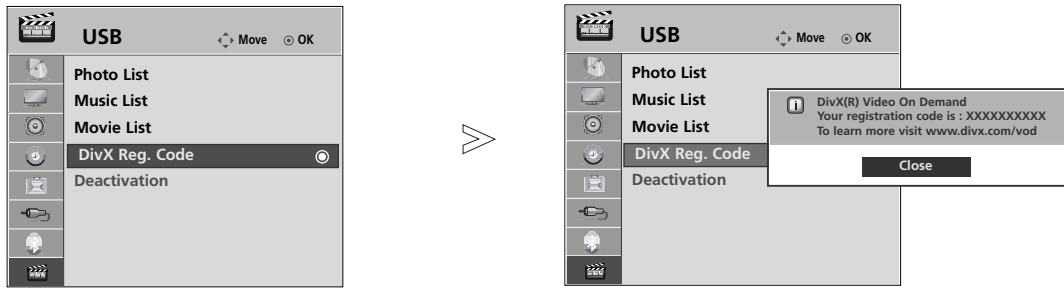 USB
Move OK
Photo List
Music List
Movie List
DivX Reg. Code
Deactivation
USB
Move OK
Photo List
Music List
Movie List
DivX Reg. Code
Deactivation
DivX(R) Video On Demand
Your registration code is : XXXXXXXXXX
To learn more visit www.divx.com/vod
Close